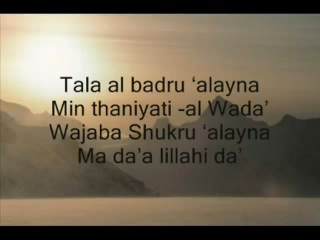 Tala al badru ‘alayna
Min thaniyati -al Wada’
Wajaba Shukru ‘alayna
Ma da’a lillahi da’